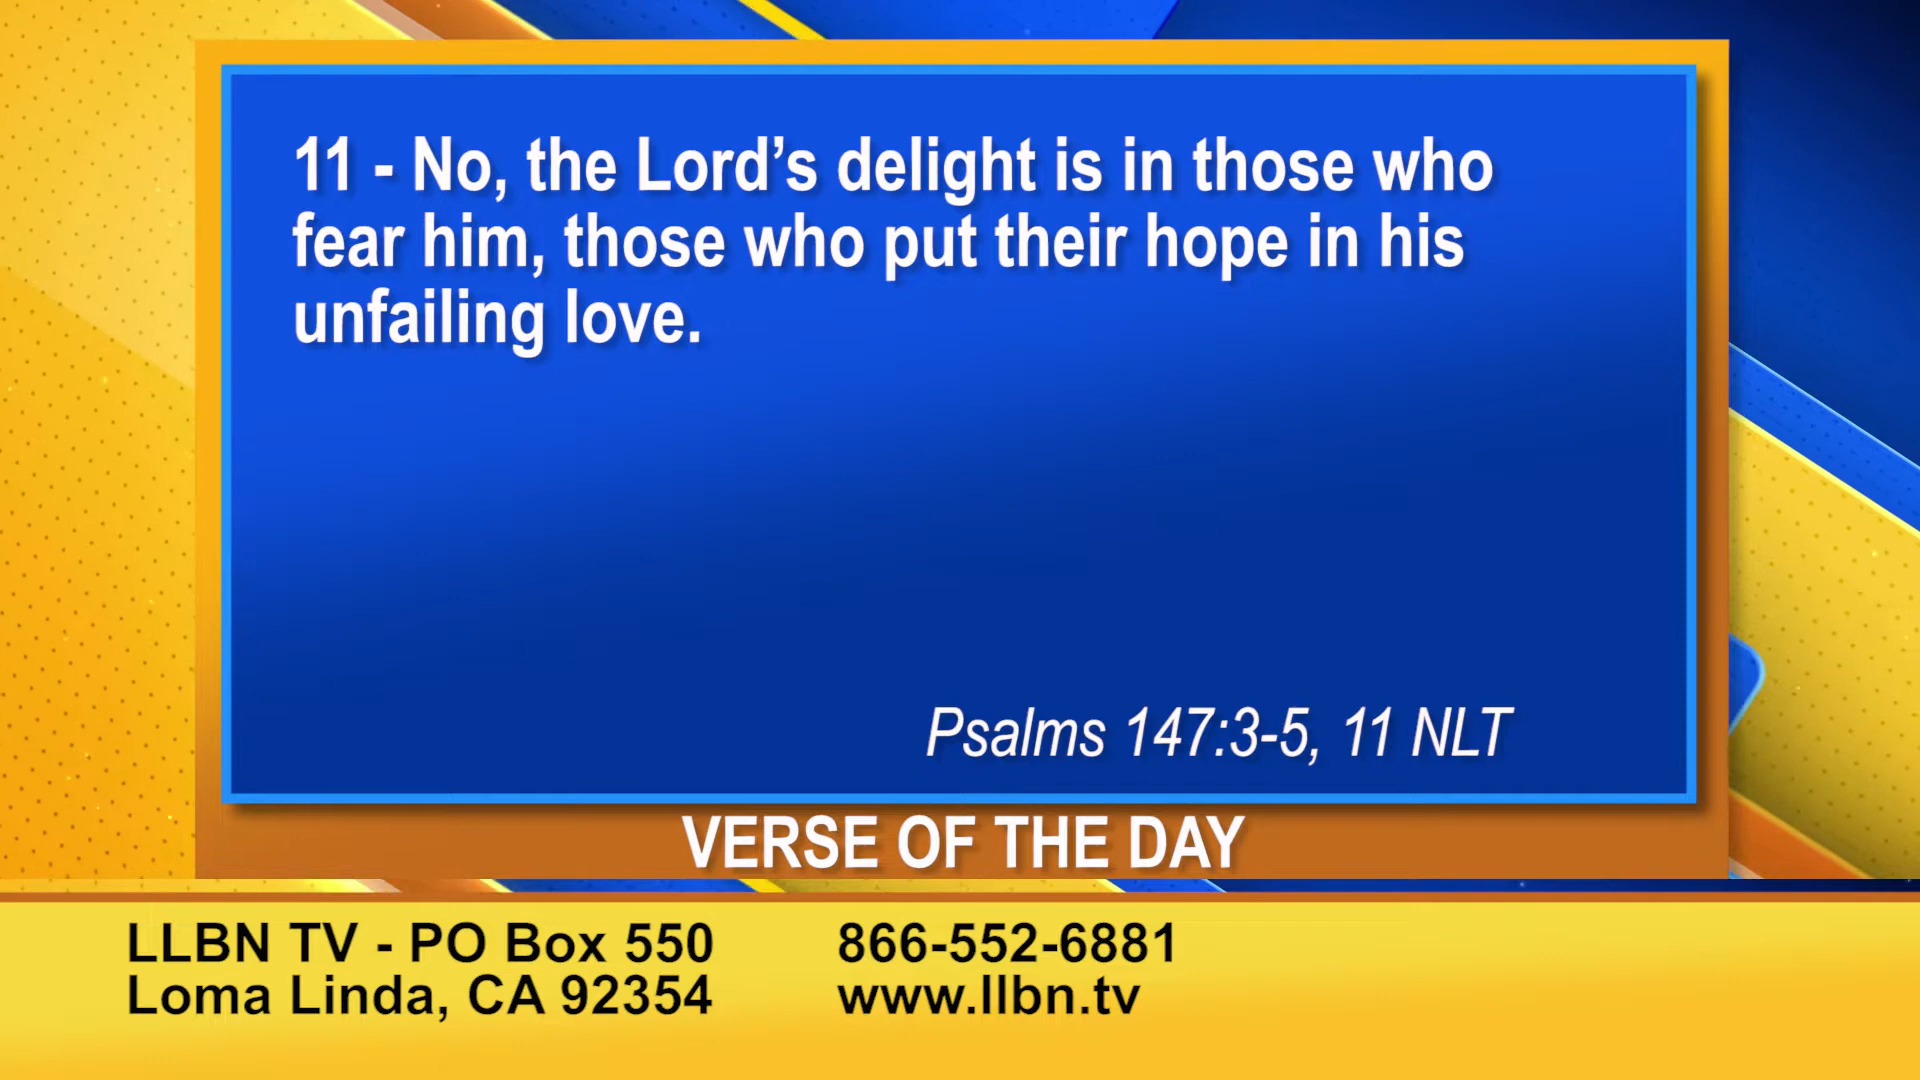 11 - No, the Lord’s delight is in those who
fear him, those who put their hope in his
unfailing love.
Psalms 147:3-5, 11 NLT
VERSE OF THE DAY
LLBN TV - PO Box 550
Loma Linda, CA 92354
866-552-6881
www.llbn.tv